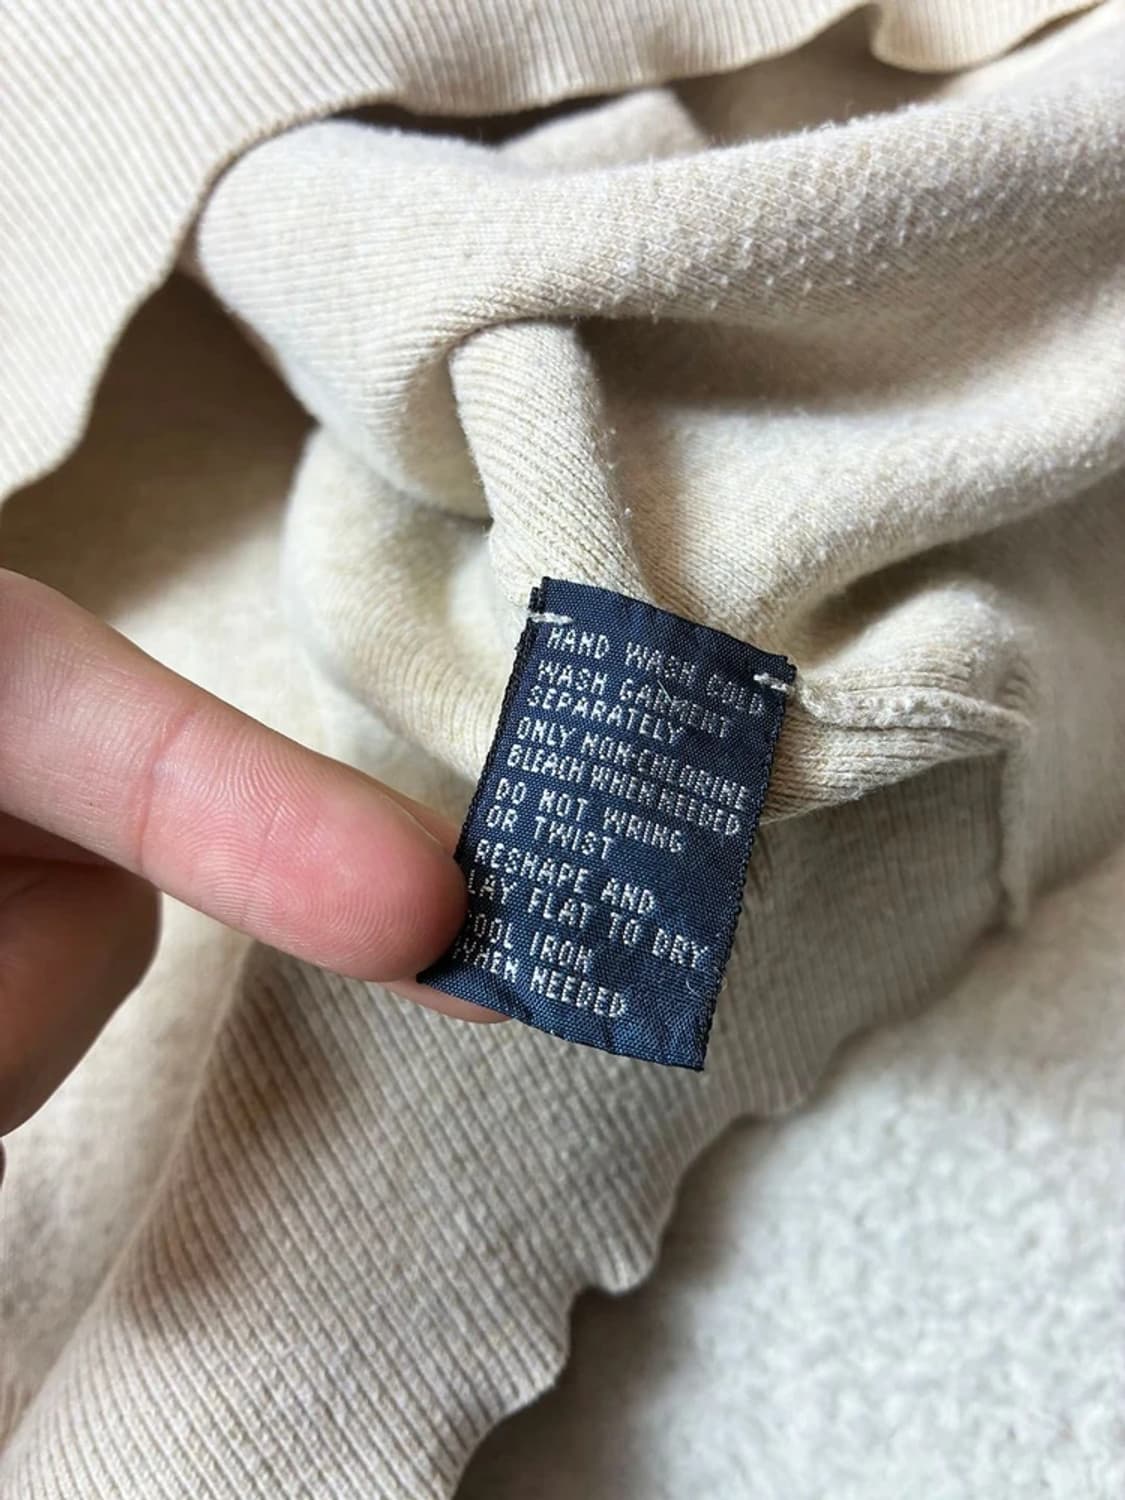 HAND WASH COLD
WASH GARMENT
SEPARATELY
ONLY NON-CHLORINE
BLEACH WHEN NEEDED
DO NOT WRING
OR TWIST
RESHAPE AND
LAY FLAT TO DRY
COOL IRON
WHEN NEEDED